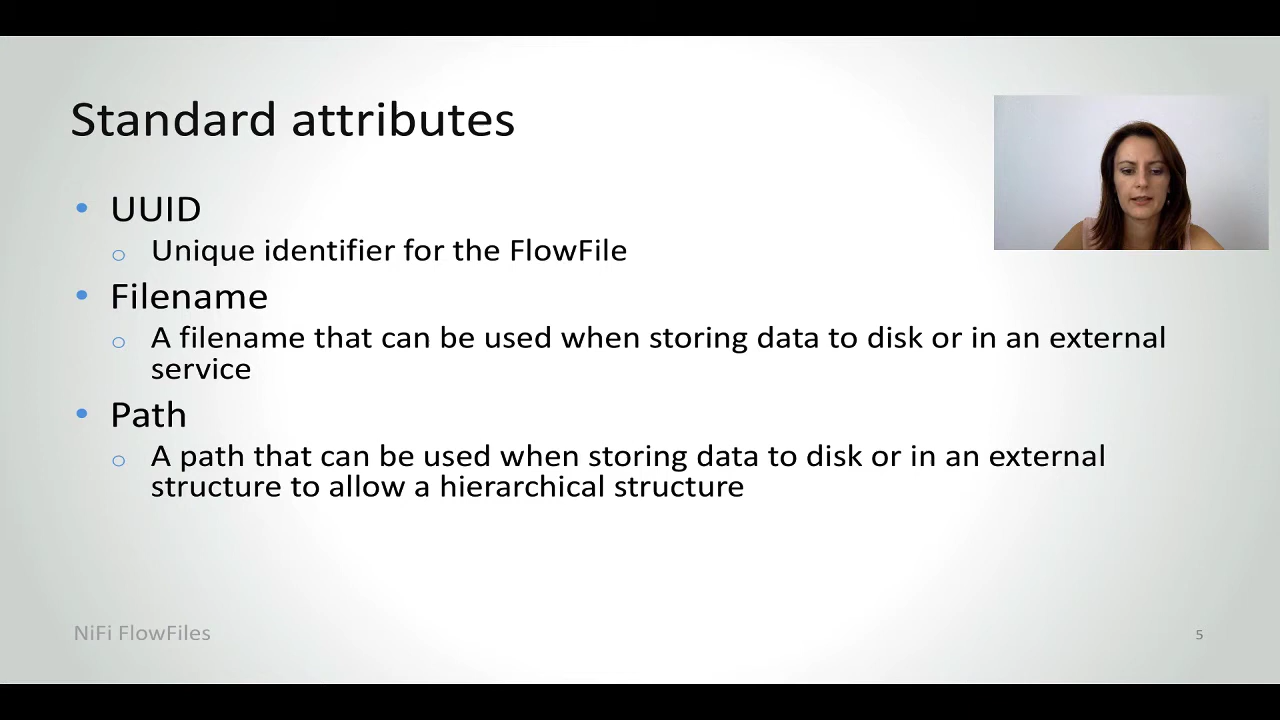 Standard attributes
• UUID
o Unique identifier for the FlowFile
• Filename
o A filename that can be used when storing data to disk or in an external
service
• Path
o A path that can be used when storing data to disk or in an external
structure to allow a hierarchical structure
NiFi FlowFiles
5